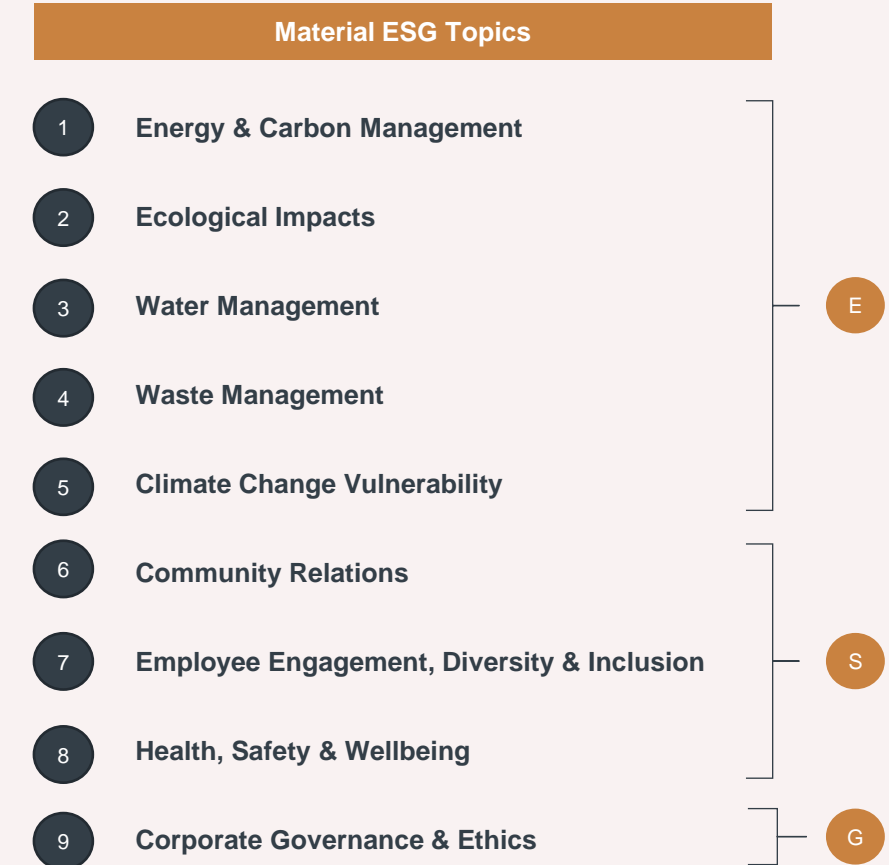 Material ESG Topics
1 Energy & Carbon Management
2 Ecological Impacts
3 Water Management
E
4 Waste Management
5 Climate Change Vulnerability
6 Community Relations
7 Employee Engagement, Diversity & Inclusion
S
8 Health, Safety & Wellbeing
9 Corporate Governance & Ethics
G